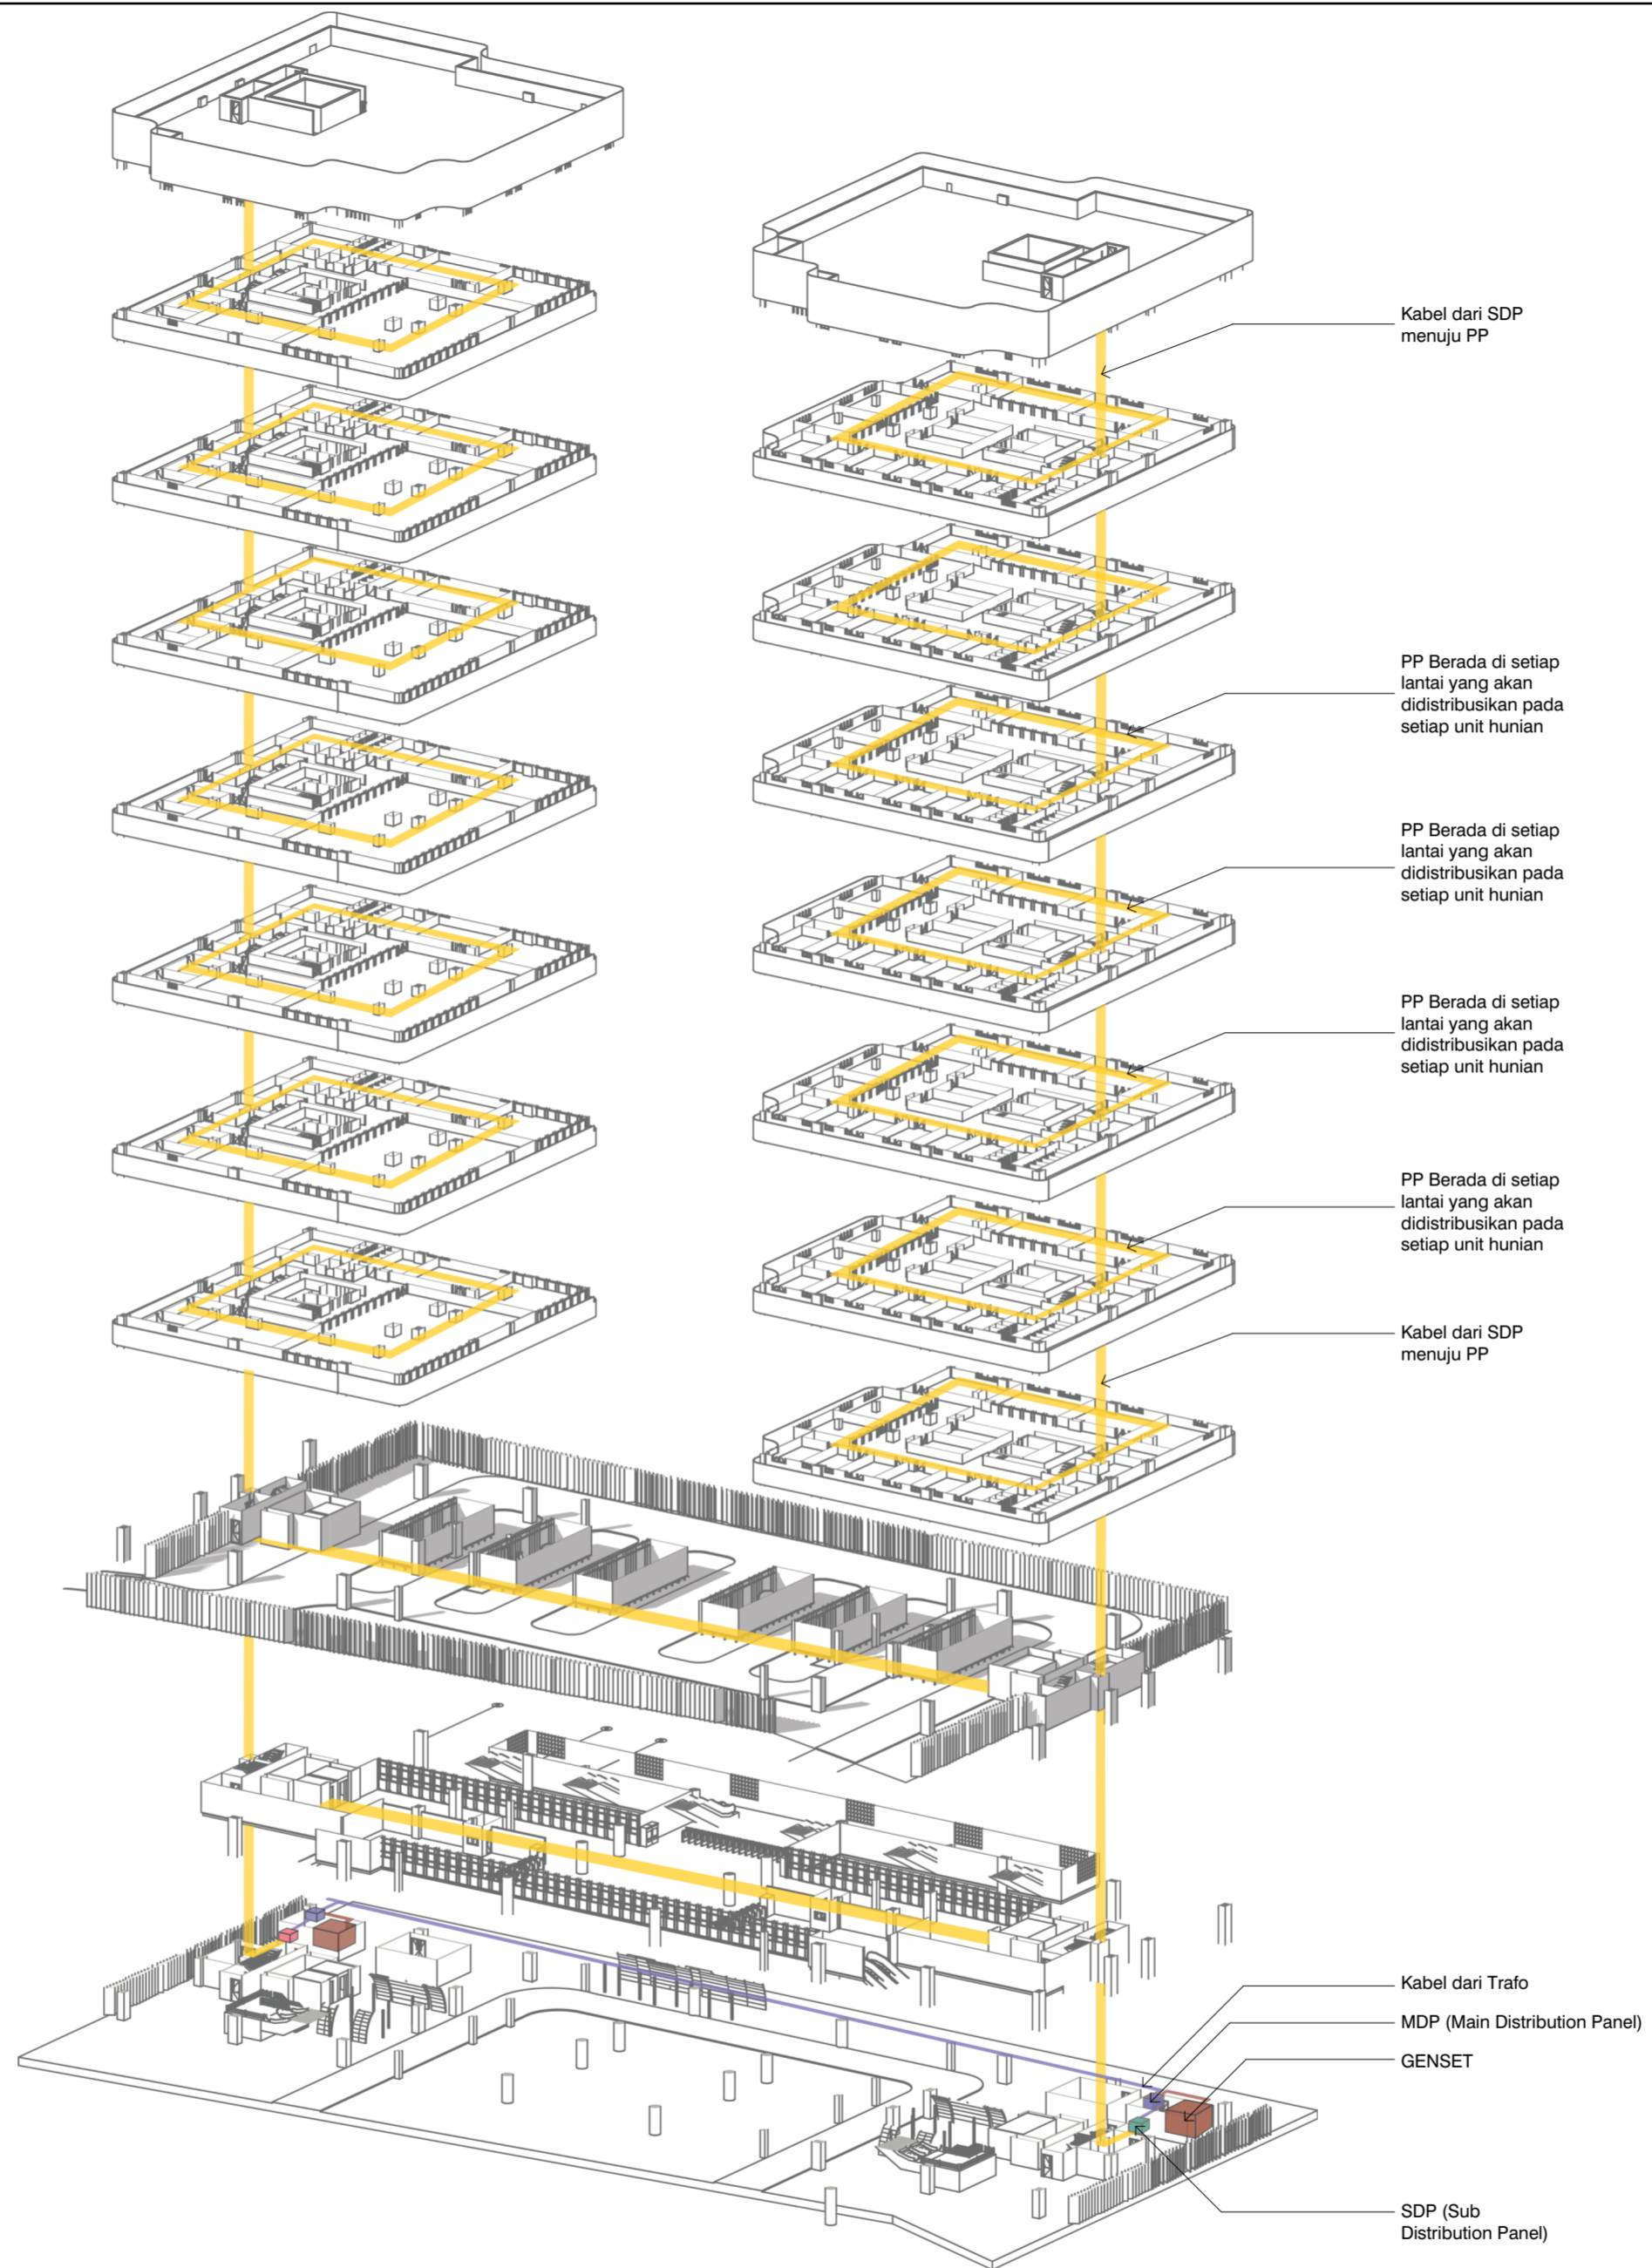 Kabel dari SDP
menuju PP
PP Berada di setiap
lantai yang akan
didistribusikan pada
setiap unit hunian
PP Berada di setiap
lantai yang akan
didistribusikan pada
setiap unit hunian
PP Berada di setiap
lantai yang akan
didistribusikan pada
setiap unit hunian
PP Berada di setiap
lantai yang akan
didistribusikan pada
setiap unit hunian
Kabel dari SDP
menuju PP
Kabel dari Trafo
MDP (Main Distribution Panel)
GENSET
SDP (Sub
Distribution Panel)